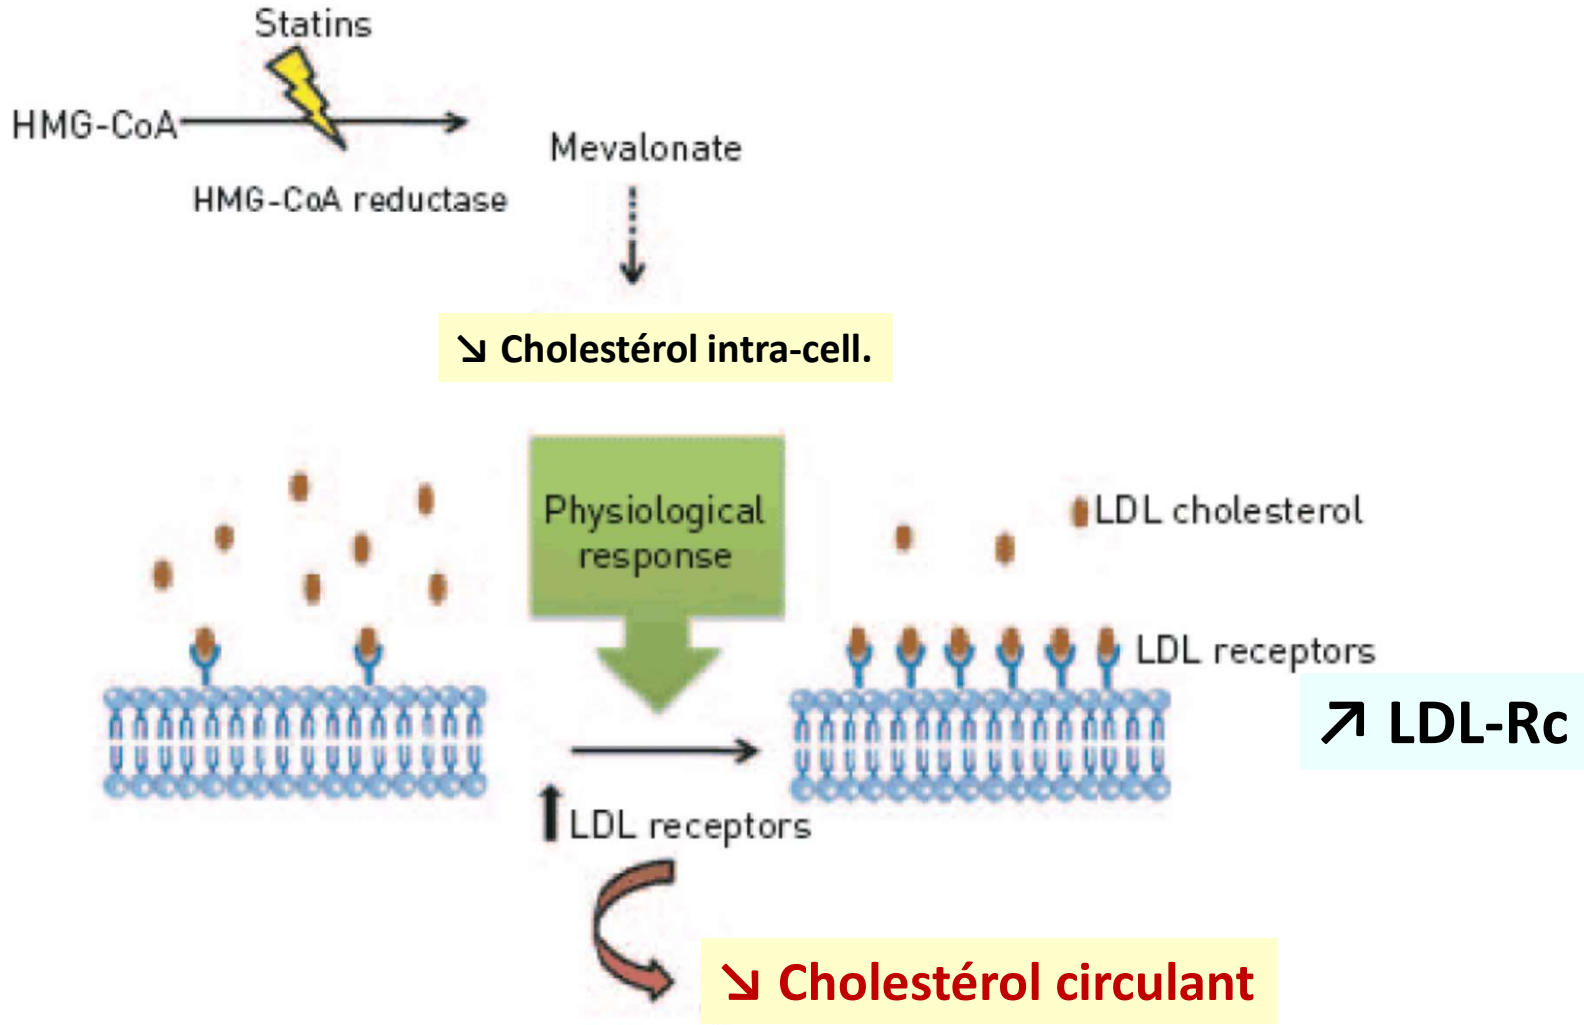 Statins
HMG-CoA
Mevalonate
HMG-CoA reductase
↘ Cholestérol intra-cell.
Physiological
response
LDL cholesterol
LDL receptors
↗ LDL-Rc
LDL receptors
↘ Cholestérol circulant